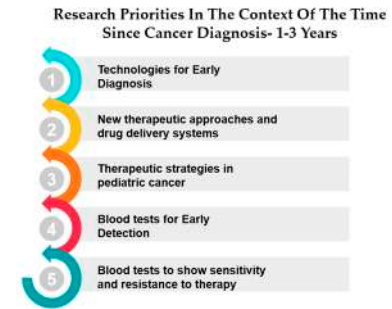 Research Priorities In The Context Of The Time
Since Cancer Diagnosis- 1-3 Years
1
Technologies for Early
Diagnosis
2
New therapeutic approaches and
drug delivery systems
3
Therapeutic strategies in
pediatric cancer
4
Blood tests for Early
Detection
5
Blood tests to show sensitivity
and resistance to therapy